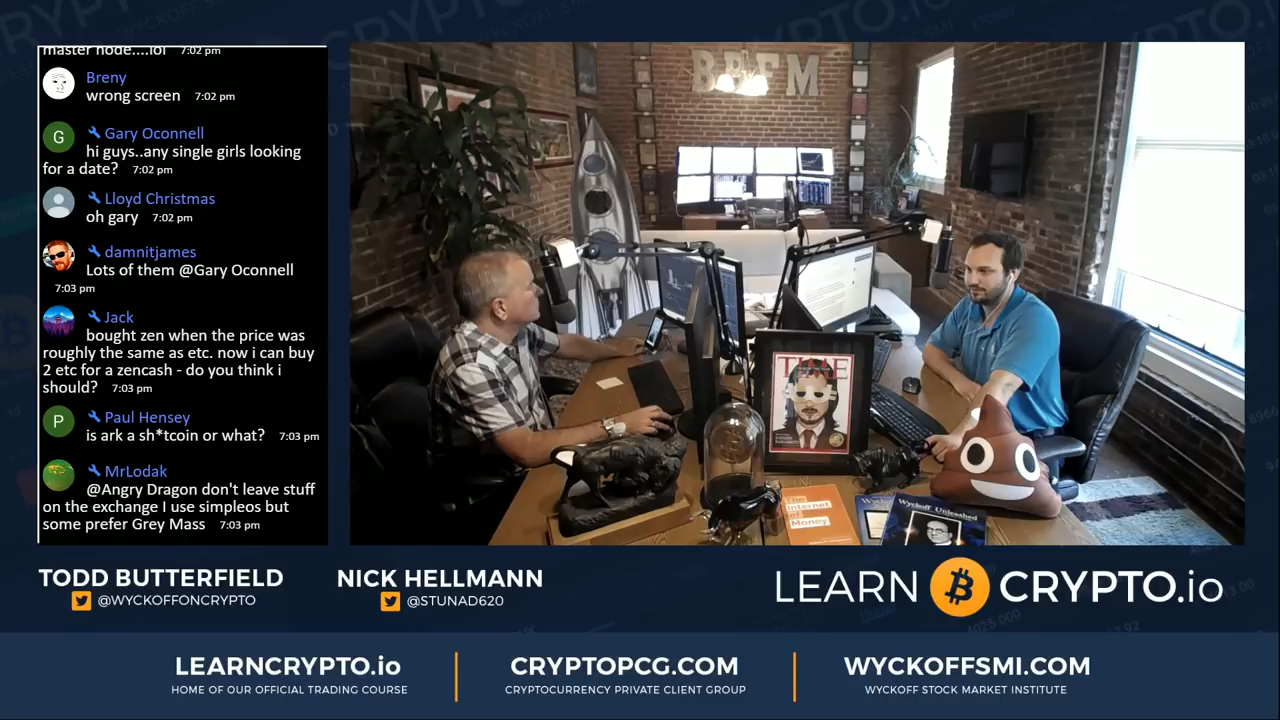 master node....lol 7:02 pm
Breny
wrong screen 7:02 pm
G
Gary Oconnell
hi guys..any single girls looking
for a date? 7:02 pm
Lloyd Christmas
oh gary 7:02 pm
damnitjames
Lots of them @Gary Oconnell
7:03 pm
Jack
bought zen when the price was
roughly the same as etc. now i can buy
2 etc for a zencash - do you think i
should? 7:03 pm
P
Paul Hensey
is ark a sh*tcoin or what? 7:03 pm
MrLodak
@Angry Dragon don't leave stuff
on the exchange I use simpleos but
some prefer Grey Mass 7:03 pm
TIME
The
Internet
of
Money
Wyckoff Unleashed
TODD BUTTERFIELD
@WYCKOFFONCRYPTO
NICK HELLMANN
@STUNAD620
LEARN CRYPTO.io
LEARNCRYPTO.io
HOME OF OUR OFFICIAL TRADING COURSE
CRYPTOPCG.COM
CRYPTOCURRENCY PRIVATE CLIENT GROUP
WYCKOFFSMI.COM
WYCKOFF STOCK MARKET INSTITUTE